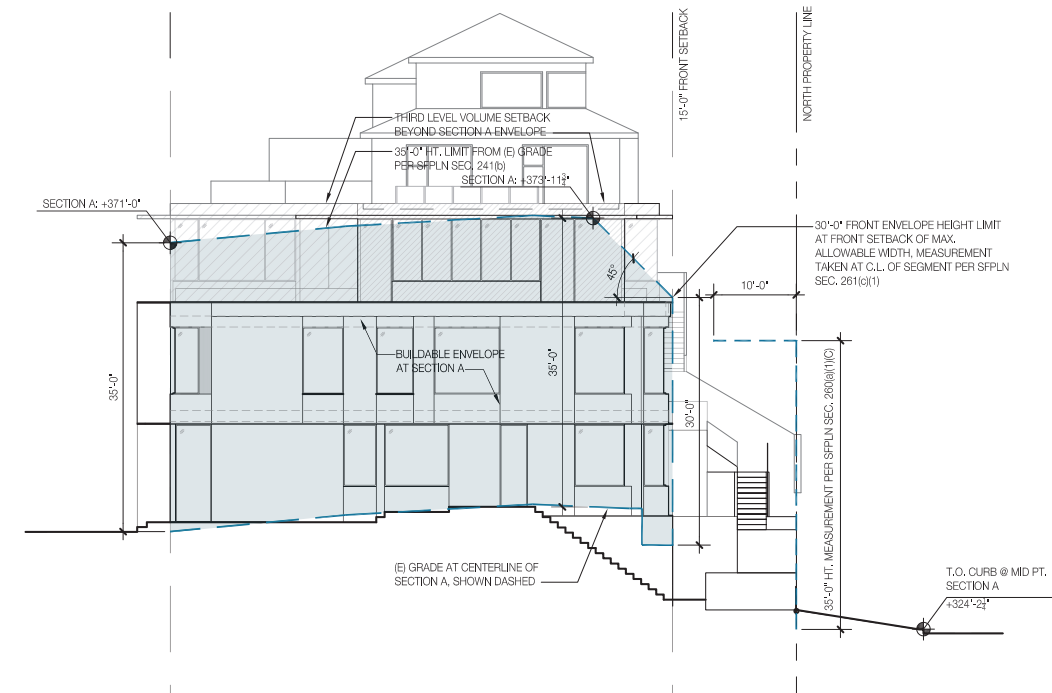 15'-0" FRONT SETBACK
NORTH PROPERTY LINE
THIRD LEVEL VOLUME SETBACK
BEYOND SECTION A ENVELOPE
35'-0" HT. LIMIT FROM (E) GRADE
PER SFPLN SEC. 241(b)
SECTION A: +373'-11 3/4"
SECTION A: +371'-0"
30'-0" FRONT ENVELOPE HEIGHT LIMIT
AT FRONT SETBACK OF MAX.
ALLOWABLE WIDTH, MEASUREMENT
TAKEN AT C.L. OF SEGMENT PER SFPLN
SEC. 261(c)(1)
45°
10'-0"
BUILDABLE ENVELOPE
AT SECTION A
35'-0"
35'-0"
30'-0"
35'-0" HT. MEASUREMENT PER SFPLN SEC. 260(a)(1)(C)
(E) GRADE AT CENTERLINE OF
SECTION A, SHOWN DASHED
T.O. CURB @ MID PT.
SECTION A
+324'-2 1/4"